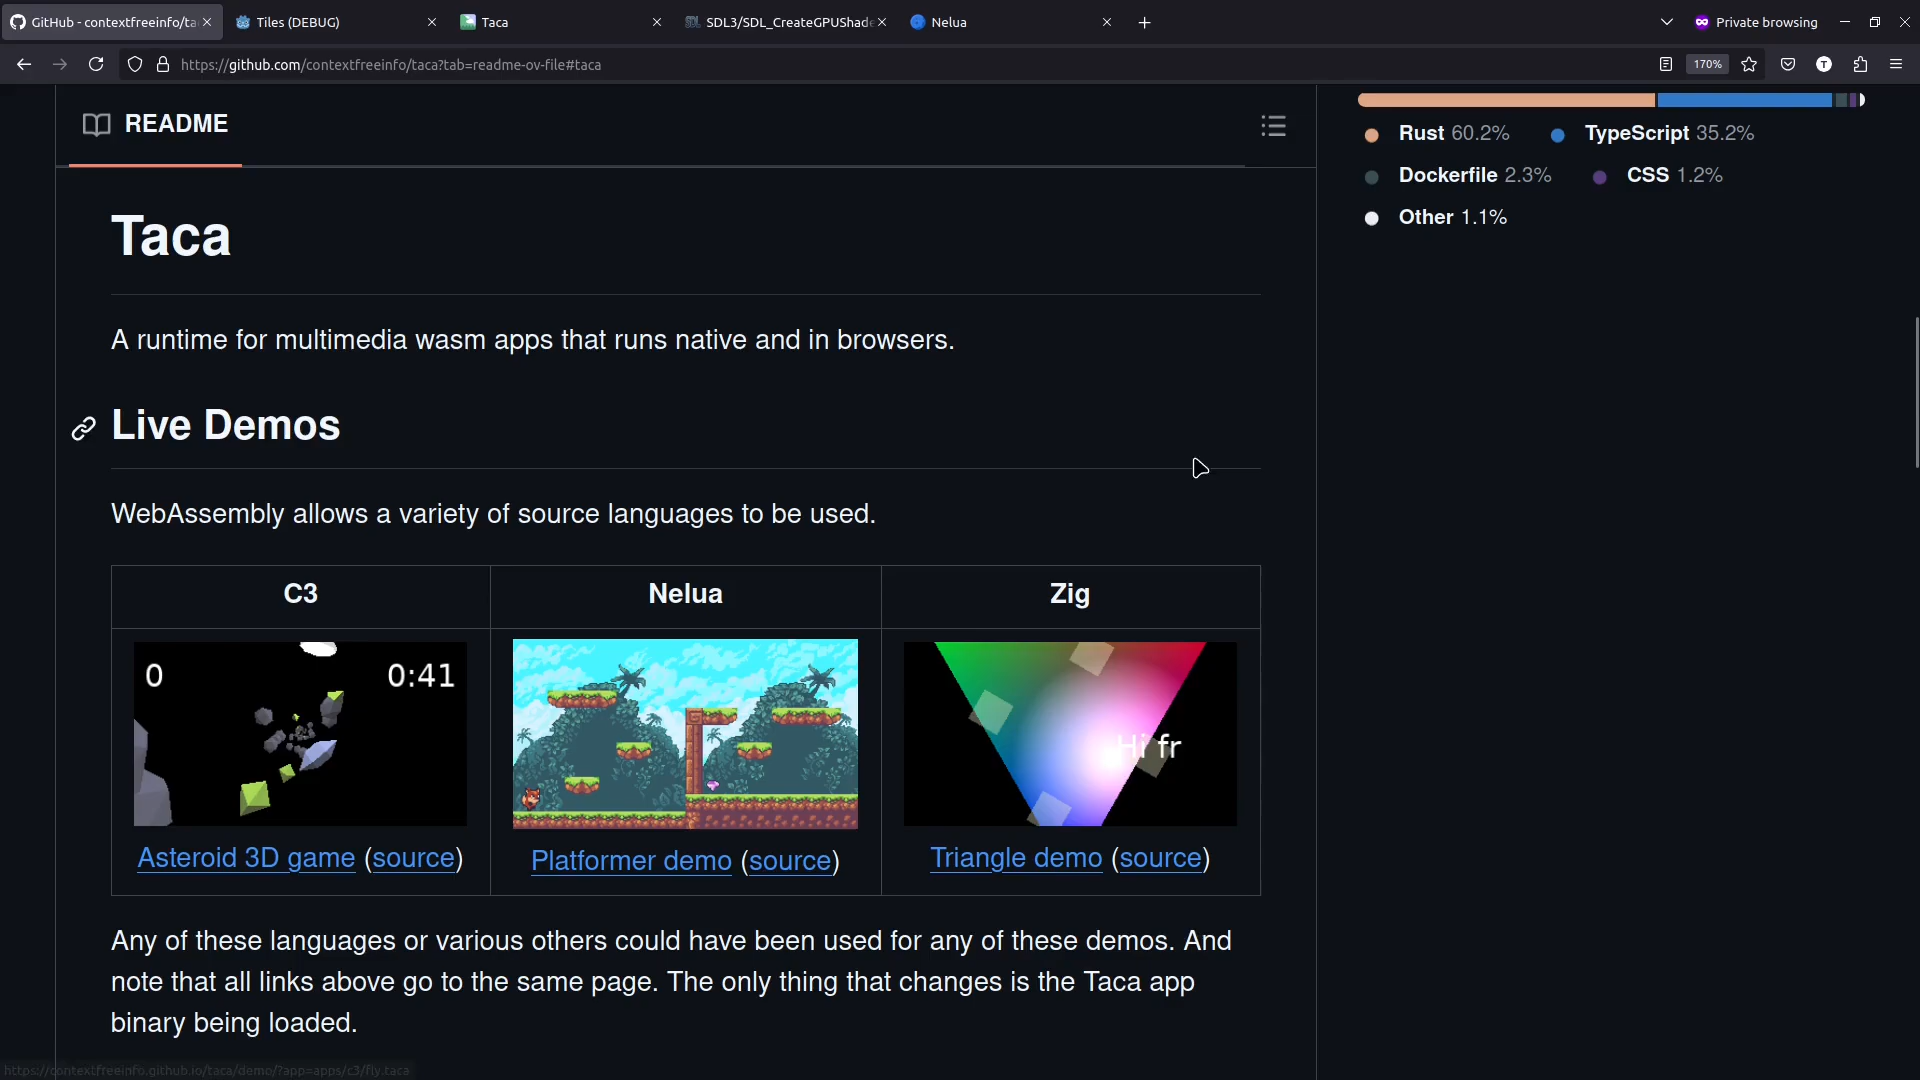 GitHub - contextfreeinfo/ta
Tiles (DEBUG)
Taca
SDL3/SDL_CreateGPUShade
Nelua
Private browsing
https://github.com/contextfreeinfo/taca?tab=readme-ov-file#taca
170%
T
README
Rust 60.2%
TypeScript 35.2%
Dockerfile 2.3%
CSS 1.2%
Other 1.1%
Taca
A runtime for multimedia wasm apps that runs native and in browsers.
Live Demos
WebAssembly allows a variety of source languages to be used.
C3
Nelua
Zig
0
0:41
Hi fr
Asteroid 3D game (source)
Platformer demo (source)
Triangle demo (source)
Any of these languages or various others could have been used for any of these demos. And
note that all links above go to the same page. The only thing that changes is the Taca app
binary being loaded.
https://contextfreeinfo.github.io/taca/demo/?app=apps/c3/fly.taca